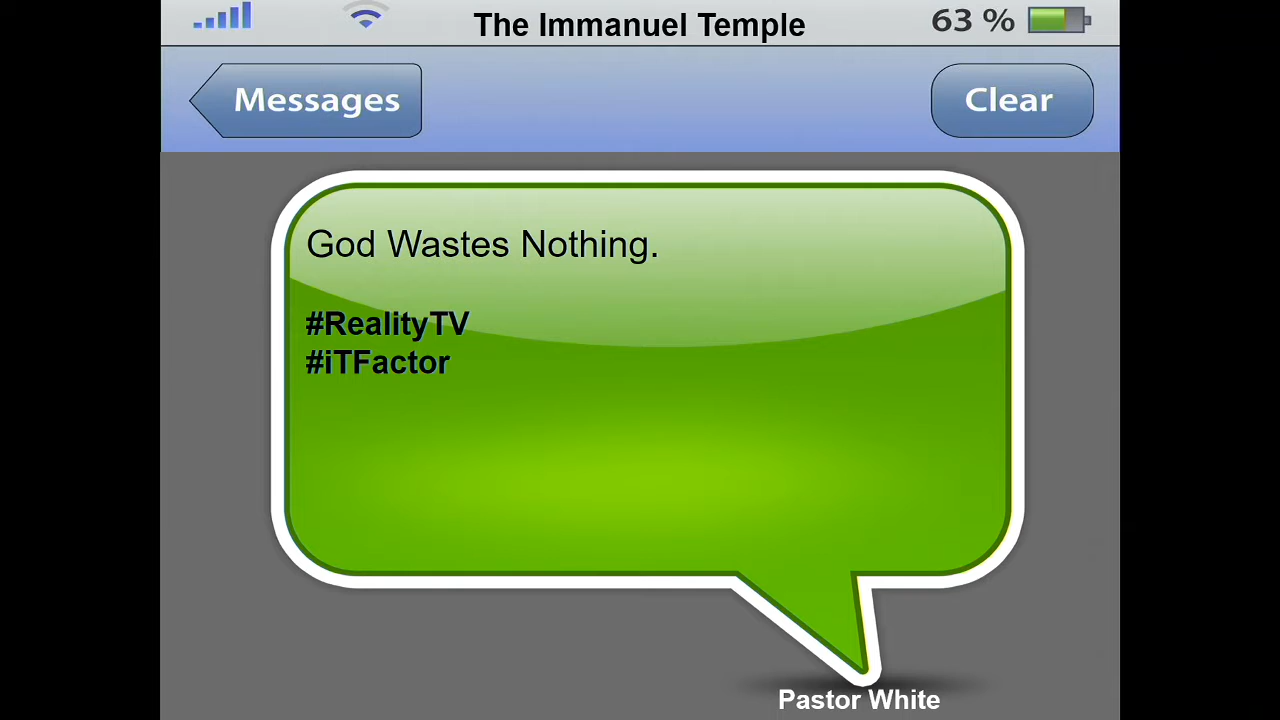 The Immanuel Temple
63 %
Messages
Clear
God Wastes Nothing.
#RealityTV
#iTFactor
Pastor White